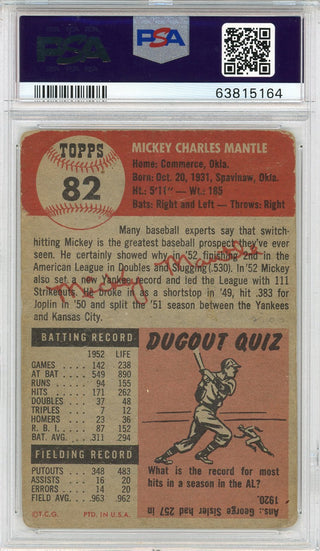 PSA
PSA
63815164
TOPPS
82
MICKEY CHARLES MANTLE
Home: Commerce, Okla.
Born: Oct. 20, 1931, Spavinaw, Okla.
Ht.: 5'11" — Wt.: 185
Bats: Right and Left — Throws: Right
Many baseball experts say that switch-
hitting Mickey is the greatest baseball prospect they've ever
seen. He certainly showed why in '52 finishing 2nd in the
American League in Doubles and Slugging (.530). In '52 Mickey
also set a new Yankee record and led the League with 111
Strikeouts. He broke in as a shortstop in '49, hit .383 for
Joplin in '50 and split the '51 season between the Yankees
and Kansas City.
Mickey Mantle
BATTING RECORD
1952 LIFE
GAMES . . . . 142 238
AT BAT . . . . 549 890
RUNS . . . . 94 155
HITS . . . . 171 262
DOUBLES . . . 37 48
TRIPLES . . . 7 12
HOMERS . . . 23 36
R. B. I. . . . 87 152
BAT. AVG. . . .311 .294
FIELDING RECORD
PUTOUTS . . . 348 483
ASSISTS . . . 16 20
ERRORS . . . 14 20
FIELD AVG. . . .963 .962
DUGOUT QUIZ
What is the record for most
hits in a season in the AL?
Ans.: George Sisler had 257 in
1920.
©T.C.G. PTD. IN U.S.A.